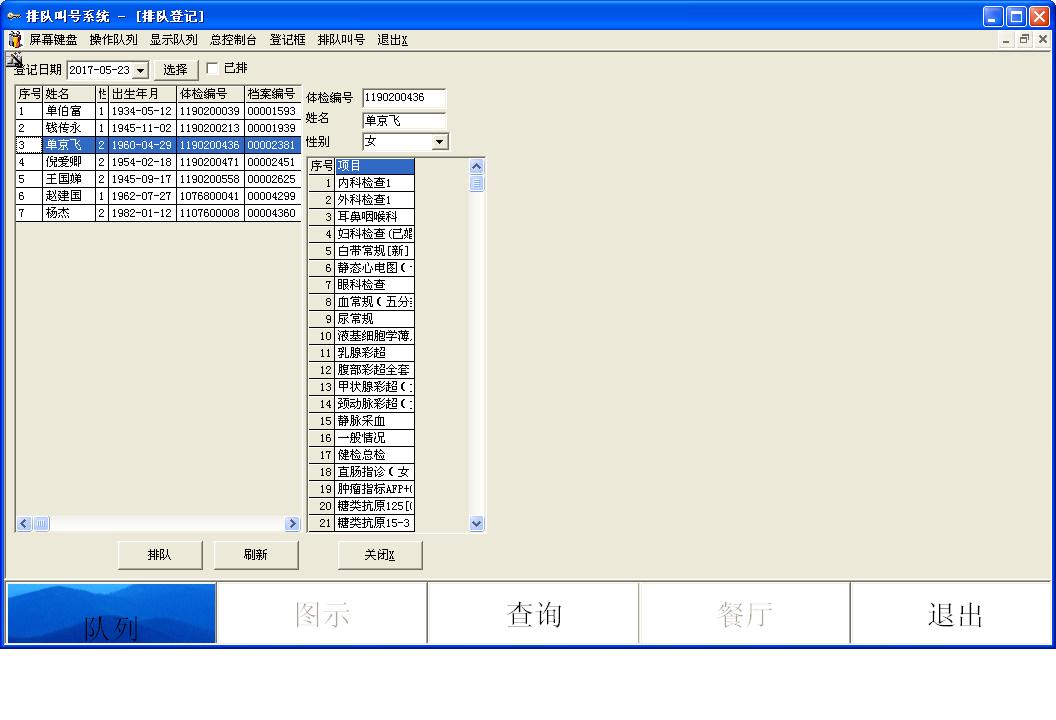 排队叫号系统 - [排队登记]
屏幕键盘 操作队列 显示队列 总控制台 登记框 排队叫号 退出X
登记日期 2017-05-23 选择 已排
序号 姓名 出生年月 体检编号 档案编号
1 单伯富 1 1934-05-12 1190200039 00001593
2 钱传永 1 1945-11-02 1190200213 00001939
3 单京飞 2 1960-04-29 1190200436 00002381
4 倪爱卿 2 1954-02-18 1190200471 00002451
5 王国娣 2 1945-09-17 1190200558 00002625
6 赵建国 1 1962-07-27 1076800041 00004299
7 杨杰 2 1982-01-12 1107600008 00004360
体检编号 1190200436
姓名 单京飞
性别 女
序号 项目
1 内科检查1
2 外科检查1
3 耳鼻咽喉科
4 妇科检查(已婚
5 白带常规[新]
6 静态心电图(
7 眼科检查
8 血常规(五分
9 尿常规
10 液基细胞学薄
11 乳腺彩超
12 腹部彩超全套
13 甲状腺彩超(
14 颈动脉彩超(
15 静脉采血
16 一般情况
17 健检总检
18 直肠指诊(女
19 肿瘤指标AFP+
20 糖类抗原125[
21 糖类抗原15-3
排队 刷新 关闭X
队列 图示 查询 餐厅 退出